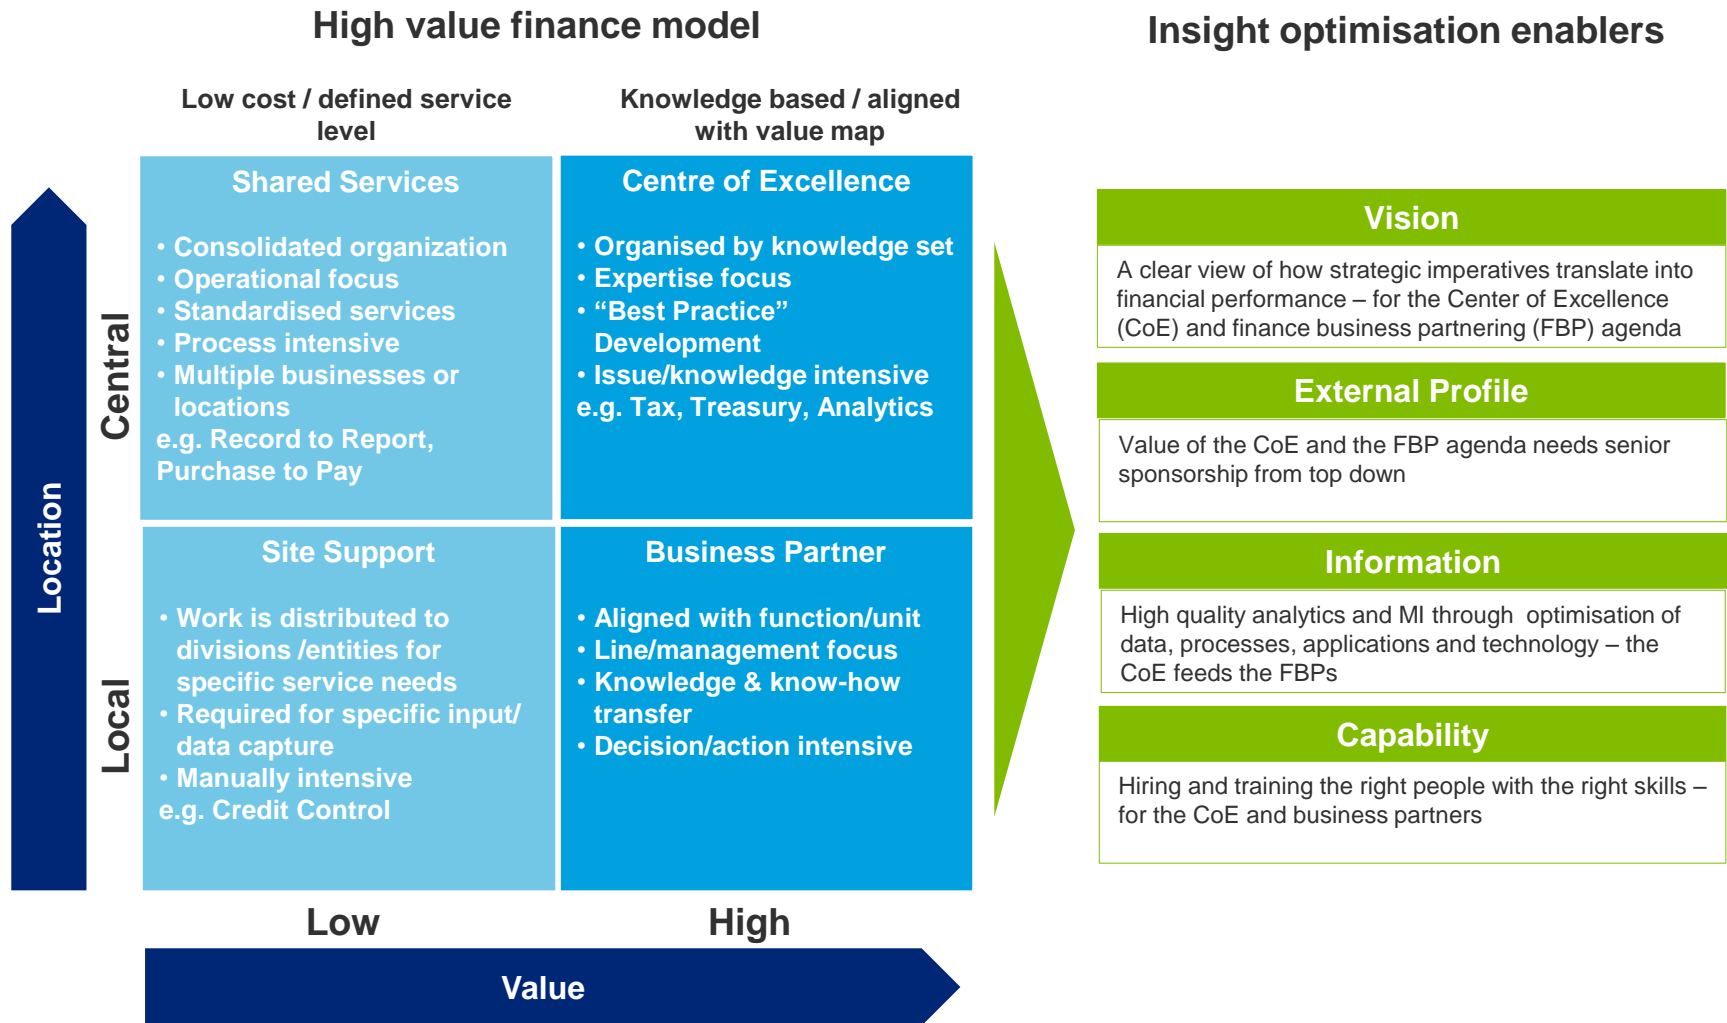 High value finance model
Insight optimisation enablers
Low cost / defined service
level
Knowledge based / aligned
with value map
Location
Central
Local
Shared Services
• Consolidated organization
• Operational focus
• Standardised services
• Process intensive
• Multiple businesses or
locations
e.g. Record to Report,
Purchase to Pay
Centre of Excellence
• Organised by knowledge set
• Expertise focus
• “Best Practice”
Development
• Issue/knowledge intensive
e.g. Tax, Treasury, Analytics
Site Support
• Work is distributed to
divisions /entities for
specific service needs
• Required for specific input/
data capture
• Manually intensive
e.g. Credit Control
Business Partner
• Aligned with function/unit
• Line/management focus
• Knowledge & know-how
transfer
• Decision/action intensive
Low
High
Value
Vision
A clear view of how strategic imperatives translate into
financial performance – for the Center of Excellence
(CoE) and finance business partnering (FBP) agenda
External Profile
Value of the CoE and the FBP agenda needs senior
sponsorship from top down
Information
High quality analytics and MI through  optimisation of
data, processes, applications and technology – the
CoE feeds the FBPs
Capability
Hiring and training the right people with the right skills –
for the CoE and business partners